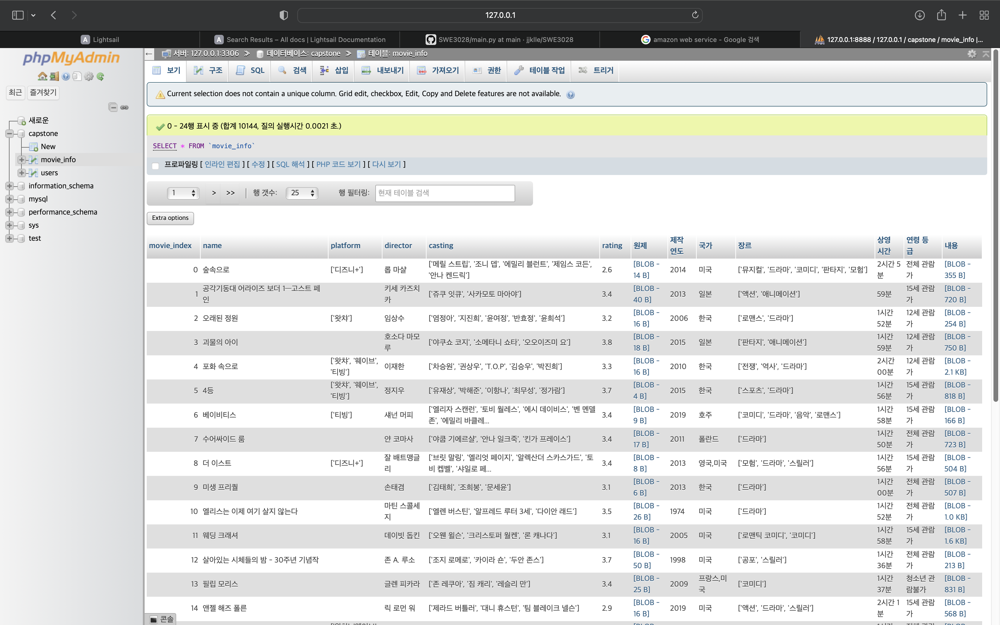 127.0.0.1
Lightsail
Search Results – All docs | Lightsail Documentation
SWE3028/main.py at main · jjklle/SWE3028
amazon web service - Google 검색
127.0.0.1:8888 / 127.0.0.1 / capstone / movie_info |...
phpMyAdmin
최근 즐겨찾기
새로운
capstone
New
movie_info
users
information_schema
mysql
performance_schema
sys
test
서버: 127.0.0.1:3306 » 데이터베이스: capstone » 테이블: movie_info
보기 구조 SQL 검색 삽입 내보내기 가져오기 권한 테이블 작업 트리거
Current selection does not contain a unique column. Grid edit, checkbox, Edit, Copy and Delete features are not available.
0 - 24행 표시 중 (합계 10144, 질의 실행시간 0.0021 초.)
SELECT * FROM `movie_info`
프로파일링 [ 인라인 편집 ] [ 수정 ] [ SQL 해석 ] [ PHP 코드 보기 ] [ 다시 보기 ]
1 > >> | 행 갯수: 25 행 필터링: 현재 테이블 검색
Extra options
movie_index name platform director casting rating 원제 제작 연도 국가 장르 상영 시간 연령 등급 내용
0 숲속으로 ['디즈니+'] 롭 마샬 ['메릴 스트립', '조니 뎁', '에밀리 블런트', '제임스 코든', '안나 켄드릭'] 2.6 [BLOB - 14 B] 2014 미국 ['뮤지컬', '드라마', '코미디', '판타지', '모험'] 2시간 5분 전체 관람가 [BLOB - 355 B]
1 공각기동대 어라이즈 보더 1—고스트 페인 키세 카즈치카 ['쥬쿠 잇큐', '사카모토 마아야'] 3.4 [BLOB - 40 B] 2013 일본 ['액션', '애니메이션'] 59분 15세 관람가 [BLOB - 720 B]
2 오래된 정원 ['왓챠'] 임상수 ['염정아', '지진희', '윤여정', '반효정', '윤희석'] 3.2 [BLOB - 16 B] 2006 한국 ['로맨스', '드라마'] 1시간 52분 12세 관람가 [BLOB - 254 B]
3 괴물의 아이 호소다 마모루 ['야쿠쇼 코지', '소메타니 쇼타', '오오이즈미 요'] 3.8 [BLOB - 18 B] 2015 일본 ['판타지', '애니메이션'] 1시간 59분 12세 관람가 [BLOB - 750 B]
4 포화 속으로 ['왓챠', '웨이브', '티빙'] 이재한 ['차승원', '권상우', 'T.O.P', '김승우', '박진희'] 3.3 [BLOB - 16 B] 2010 한국 ['전쟁', '역사', '드라마'] 2시간 00분 12세 관람가 [BLOB - 2.1 KB]
5 4등 ['왓챠', '웨이브', '티빙'] 정지우 ['유재상', '박해준', '이항나', '최무성', '정가람'] 3.7 [BLOB - 4 B] 2015 한국 ['스포츠', '드라마'] 1시간 56분 15세 관람가 [BLOB - 818 B]
6 베이비티스 ['티빙'] 섀넌 머피 ['엘리자 스캔런', '토비 월레스', '에시 데이비스', '벤 멘델존', '에밀리 바클레... 3.4 [BLOB - 9 B] 2019 호주 ['코미디', '드라마', '음악', '로맨스'] 1시간 58분 15세 관람가 [BLOB - 166 B]
7 수어싸이드 룸 얀 코마사 ['야쿱 기에르샬', '안나 일크죽', '킨가 프레이스'] 3.4 [BLOB - 17 B] 2011 폴란드 ['드라마'] 1시간 50분 전체 관람가 [BLOB - 723 B]
8 더 이스트 ['디즈니+'] 잘 배트맹글리 ['브릿 말링', '엘리엇 페이지', '알렉산더 스카스가드', '토비 켑벨', '샤일로 페... 3.4 [BLOB - 8 B] 2013 영국,미국 ['모험', '드라마', '스릴러'] 1시간 56분 15세 관람가 [BLOB - 504 B]
9 미생 프리퀄 손태겸 ['김태희', '조희봉', '문세윤'] 3.1 [BLOB - 6 B] 2013 한국 ['드라마'] 1시간 00분 전체 관람가 [BLOB - 507 B]
10 엘리스는 이제 여기 살지 않는다 마틴 스콜세지 ['엘렌 버스틴', '알프레드 루터 3세', '다이안 래드'] 3.5 [BLOB - 26 B] 1974 미국 ['드라마'] 1시간 52분 전체 관람가 [BLOB - 1.0 KB]
11 웨딩 크래셔 데이빗 돕킨 ['오웬 윌슨', '크리스토퍼 월켄', '론 캐나다'] 3.1 [BLOB - 16 B] 2005 미국 ['로맨틱 코미디', '코미디'] 1시간 58분 15세 관람가 [BLOB - 1.6 KB]
12 살아있는 시체들의 밤 - 30주년 기념작 존 A. 루소 ['조지 로메로', '카이라 숀', '두안 존스'] 3.7 [BLOB - 50 B] 1998 미국 ['공포', '스릴러'] 1시간 36분 전체 관람가 [BLOB - 213 B]
13 필립 모리스 글렌 피카라 ['존 레쿠아', '짐 캐리', '레슬리 만'] 3.4 [BLOB - 25 B] 2009 프랑스,미국 ['코미디'] 1시간 37분 청소년 관람불가 [BLOB - 831 B]
14 앤젤 해즈 폴른 릭 로먼 워 ['제라드 버틀러', '대니 휴스턴', '팀 블레이크 넬슨'] 2.9 [BLOB - 16 B] 2019 미국 ['액션', '드라마', '스릴러'] 2시간 1분 15세 관람가 [BLOB - 568 B]
콘솔